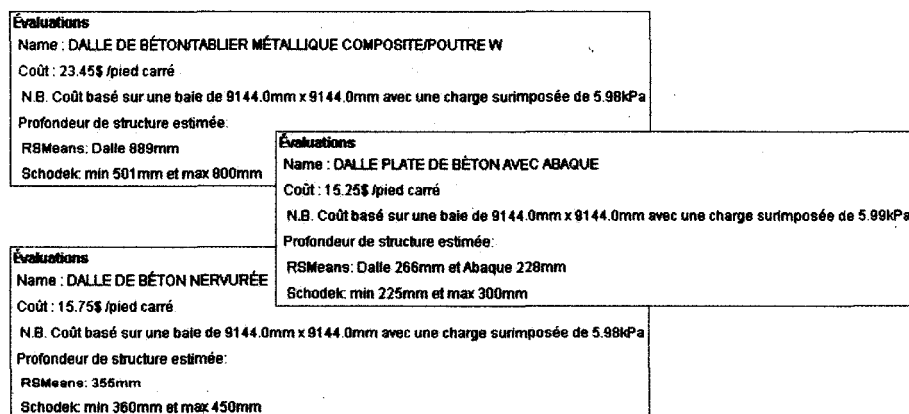 Évaluations
Name : DALLE DE BÉTON/TABLIER MÉTALLIQUE COMPOSITE/POUTRE W
Coût : 23.45$ /pied carré
N.B. Coût basé sur une baie de 9144.0mm x 9144.0mm avec une charge surimposée de 5.98kPa
Profondeur de structure estimée:
RSMeans: Dalle 889mm
Schodek: min 501mm et max 800mm
Évaluations
Name : DALLE PLATE DE BÉTON AVEC ABAQUE
Coût : 15.25$ /pied carré
N.B. Coût basé sur une baie de 9144.0mm x 9144.0mm avec une charge surimposée de 5.99kPa
Profondeur de structure estimée:
RSMeans: Dalle 266mm et Abaque 228mm
Schodek: min 225mm et max 300mm
Évaluations
Name : DALLE DE BÉTON NERVURÉE
Coût : 15.75$ /pied carré
N.B. Coût basé sur une baie de 9144.0mm x 9144.0mm avec une charge surimposée de 5.98kPa
Profondeur de structure estimée:
RSMeans: 355mm
Schodek: min 360mm et max 450mm